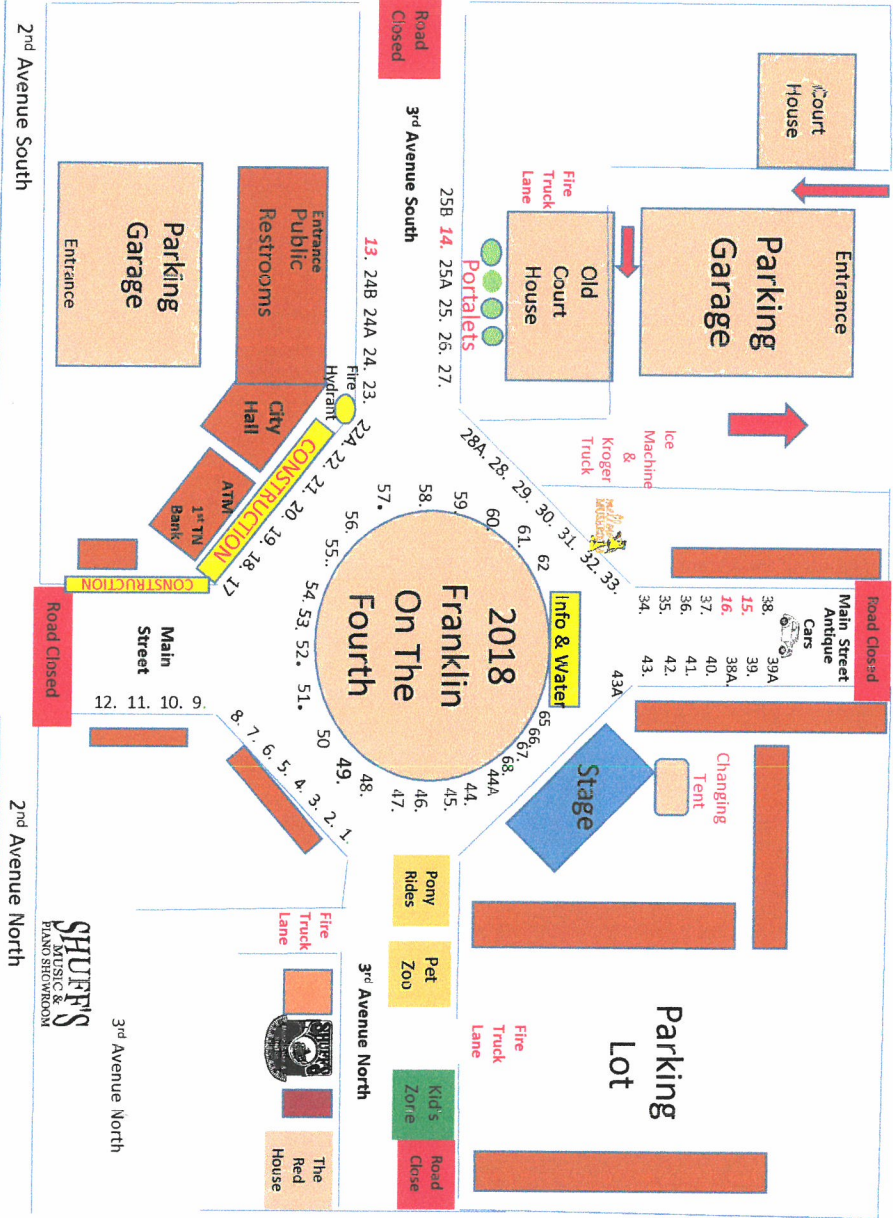 Court
House
Entrance
Parking
Garage
Ice
Machine
&
Kroger
Truck
Fire
Truck
Lane
Old
Court
House
Portalets
Road Closed
Main Street
Antique
Cars
38.
15.
16.
37.
36.
35.
34.
39A
39.
38A.
40.
41.
42.
43.
43A
Changing
Tent
Stage
Parking
Lot
Fire
Truck
Lane
25B 14. 25A 25. 26. 27.
28A. 28. 29. 30. 31. 32. 33.
Road
Closed
3rd Avenue South
13. 24B 24A 24. 23.
Fire
Hydrant
22A 22. 21. 20. 19. 18. 17
Info & Water
2018
Franklin
On The
Fourth
57. 58. 59. 60. 61. 62
56. 55.. 54. 53. 52. 51. 50 49. 48.
65 66. 67. 68.
44A
44.
45.
46.
47.
Pony
Rides
Pet
Zoo
Kid's
Zone
Road
Close
3rd Avenue North
Entrance
Public
Restrooms
City
Hall
CONSTRUCTION
ATM
1st TN
Bank
CONSTRUCTION
Main
Street
9.
10.
11.
12.
8. 7. 6. 5. 4. 3. 2. 1.
Fire
Truck
Lane
SHUFF'S
The
Red
House
Parking
Garage
Entrance
Road Closed
3rd Avenue North
SHUFF'S
MUSIC &
PIANO SHOWROOM
2nd Avenue South
2nd Avenue North